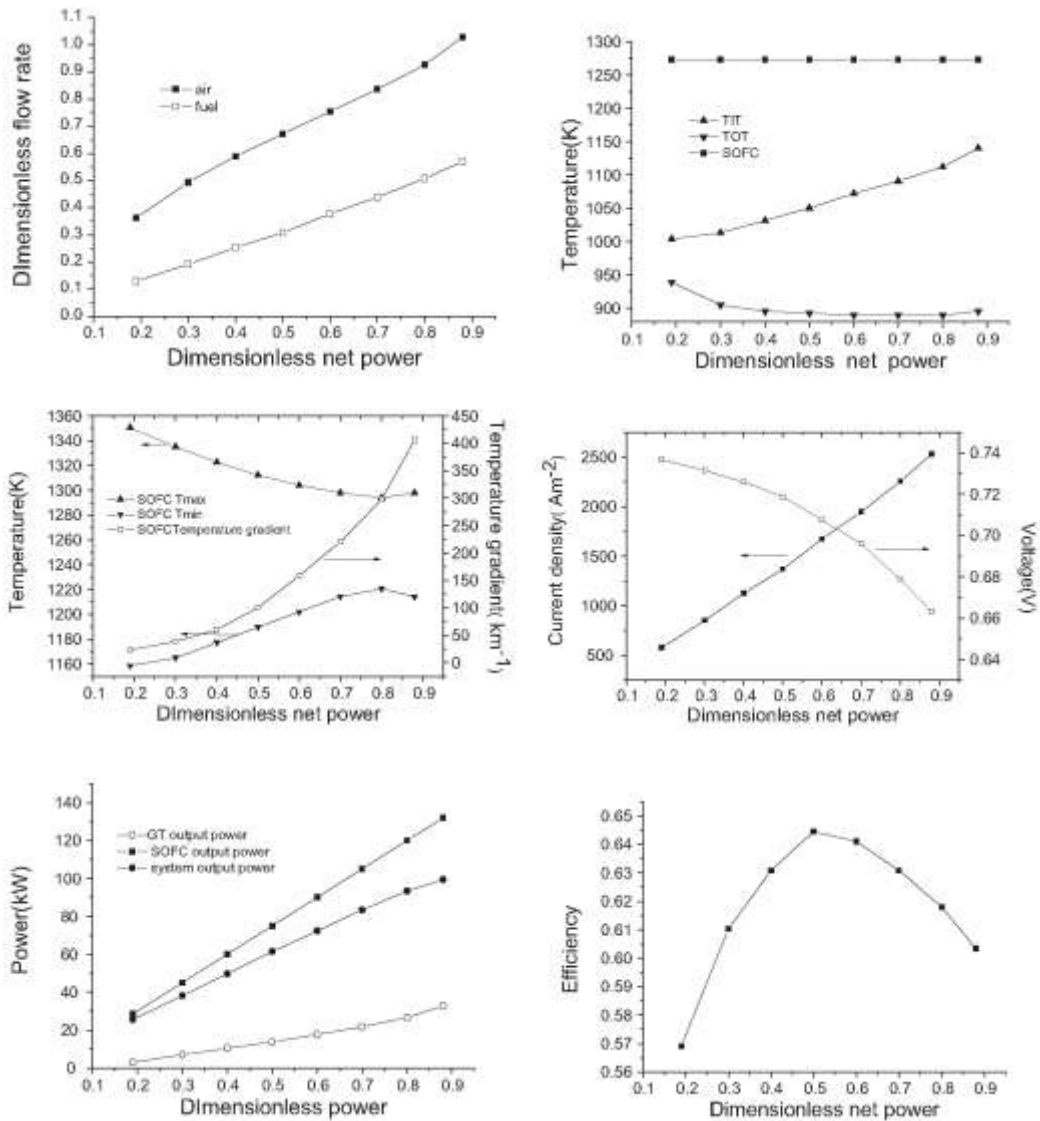 1.1
1.0
0.9
0.8
0.7
0.6
0.5
0.4
0.3
0.2
0.1
0.0
DImensionless flow rate
air
fuel
0.1 0.2 0.3 0.4 0.5 0.6 0.7 0.8 0.9
Dimensionless net power
1300
1250
1200
1150
1100
1050
1000
950
900
Temperature(K)
TIT
TOT
SOFC
0.1 0.2 0.3 0.4 0.5 0.6 0.7 0.8 0.9
Dimensionless net power
1360
1340
1320
1300
1280
1260
1240
1220
1200
1180
1160
Temperature(K)
SOFC Tmax
SOFC Tmin
SOFCTemperature gradient
450
400
350
300
250
200
150
100
50
0
Temperature gradient( km-1)
0.1 0.2 0.3 0.4 0.5 0.6 0.7 0.8 0.9
DImensionless net power
2500
2000
1500
1000
500
Current density( Am-2)
0.74
0.72
0.70
0.68
0.66
0.64
Voltage(V)
0.1 0.2 0.3 0.4 0.5 0.6 0.7 0.8 0.9
Dimensionless net power
140
120
100
80
60
40
20
0
Power(kW)
GT output power
SOFC output power
system output power
0.1 0.2 0.3 0.4 0.5 0.6 0.7 0.8 0.9
DImensionless power
0.65
0.64
0.63
0.62
0.61
0.60
0.59
0.58
0.57
0.56
Efficiency
0.1 0.2 0.3 0.4 0.5 0.6 0.7 0.8 0.9
Dimensionless net power